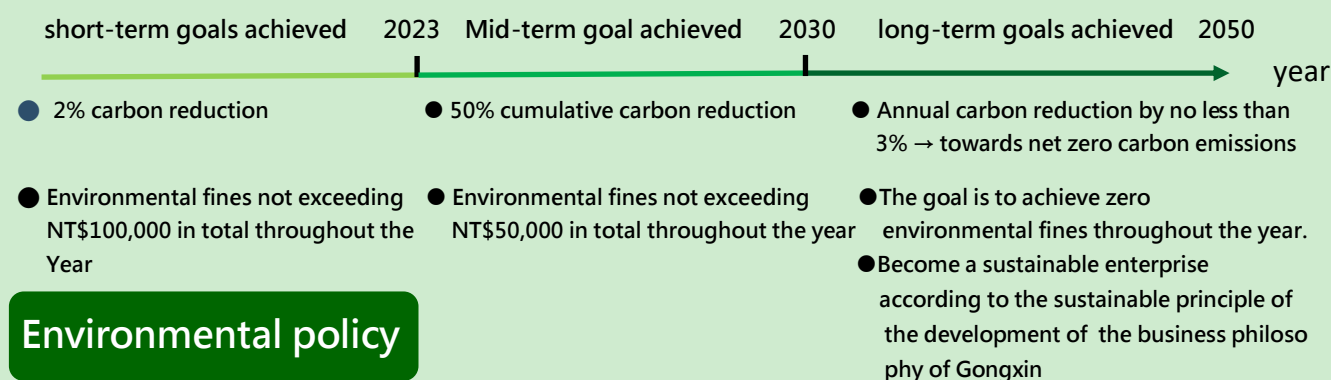 short-term goals achieved 2023 Mid-term goal achieved 2030 long-term goals achieved 2050
year
● 2% carbon reduction
● Environmental fines not exceeding
NT$100,000 in total throughout the
Year
● 50% cumulative carbon reduction
● Environmental fines not exceeding
NT$50,000 in total throughout the year
● Annual carbon reduction by no less than
3% → towards net zero carbon emissions
●The goal is to achieve zero
environmental fines throughout the year.
●Become a sustainable enterprise
according to the sustainable principle of
the development of the business philoso
phy of Gongxin
Environmental policy